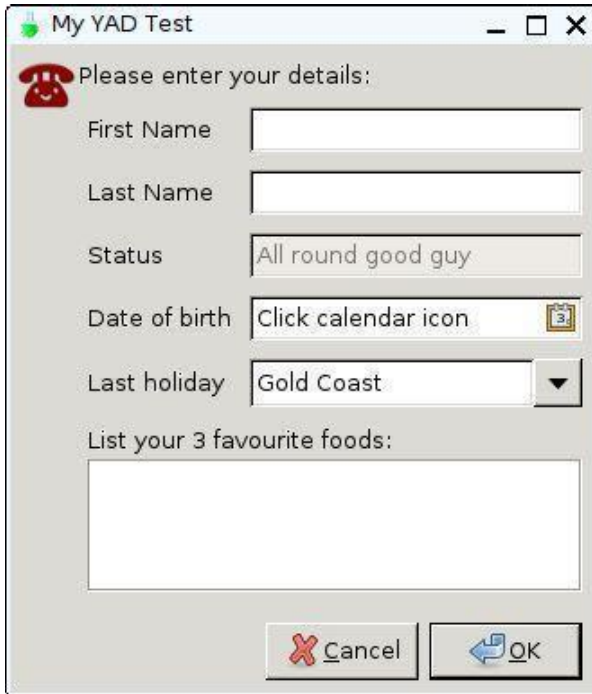 My YAD Test
Please enter your details:
First Name
Last Name
Status All round good guy
Date of birth Click calendar icon 3
Last holiday Gold Coast
List your 3 favourite foods:
Cancel OK